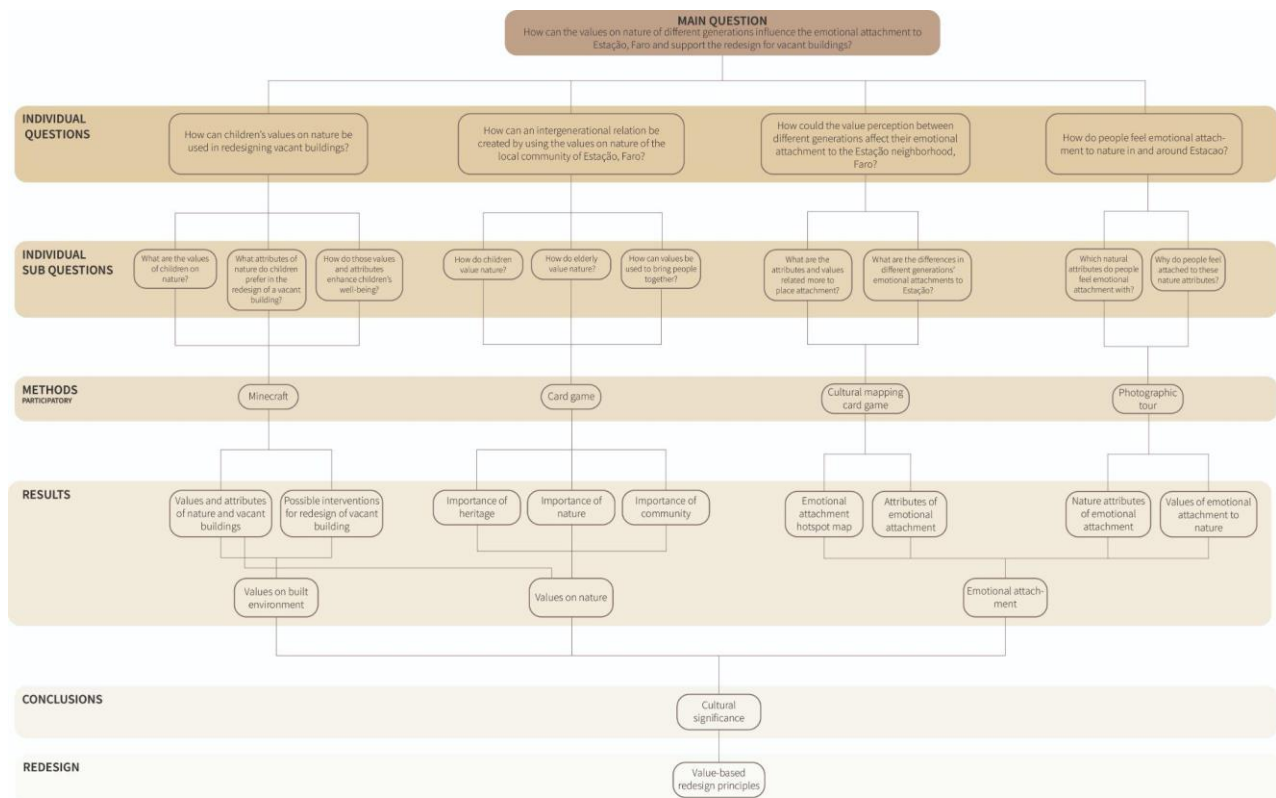 MAIN QUESTION
How can the values on nature of different generations influence the emotional attachment to
Estação, Faro and support the redesign for vacant buildings?
INDIVIDUAL
QUESTIONS
How can children's values on nature be
used in redesigning vacant buildings?
How can an intergenerational relation be
created by using the values on nature of the
local community of Estação, Faro?
How could the value perception between
different generations affect their emotional
attachment to the Estação neighborhood,
Faro?
How do people feel emotional attach-
ment to nature in and around Estacao?
INDIVIDUAL
SUB QUESTIONS
What are the values
of children on
nature?
What attributes of
nature do children
prefer in the
redesign of a vacant
building?
How do those values
and attributes
enhance children's
well-being?
How do children
value nature?
How do elderly
value nature?
How can values be
used to bring people
together?
What are the
attributes and values
related more to
place attachment?
What are the differences in
different generations'
emotional attachments to
Estação?
Which natural
attributes do people
feel emotional
attachment with?
Why do people feel
attached to these
nature attributes?
METHODS
PARTICIPATORY
Minecraft
Card game
Cultural mapping
card game
Photographic
tour
RESULTS
Values and attributes
of nature and vacant
buildings
Possible interventions
for redesign of vacant
building
Importance of
heritage
Importance of
nature
Importance of
community
Emotional
attachment
hotspot map
Attributes of
emotional
attachment
Nature attributes
of emotional
attachment
Values of emotional
attachment to
nature
Values on built
environment
Values on nature
Emotional attach-
ment
CONCLUSIONS
Cultural
significance
REDESIGN
Value-based
redesign principles